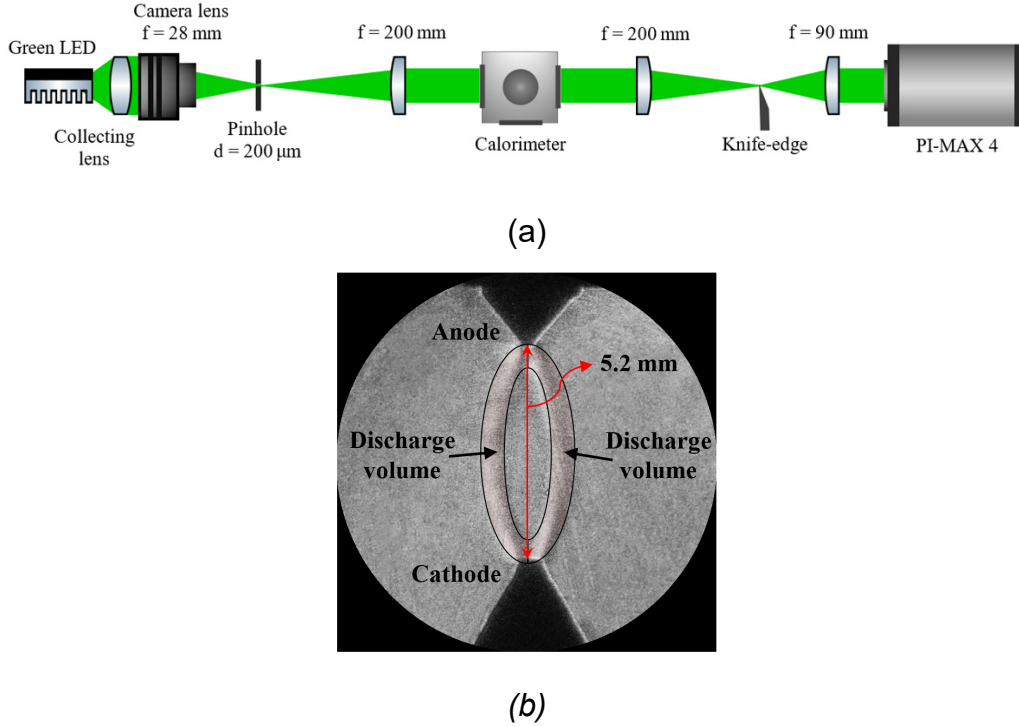 Green LED
Camera lens
f = 28 mm
Collecting
lens
Pinhole
d = 200 μm
f = 200 mm
Calorimeter
f = 200 mm
Knife-edge
f = 90 mm
PI-MAX 4
(a)
Anode
5.2 mm
Discharge
volume
Discharge
volume
Cathode
(b)